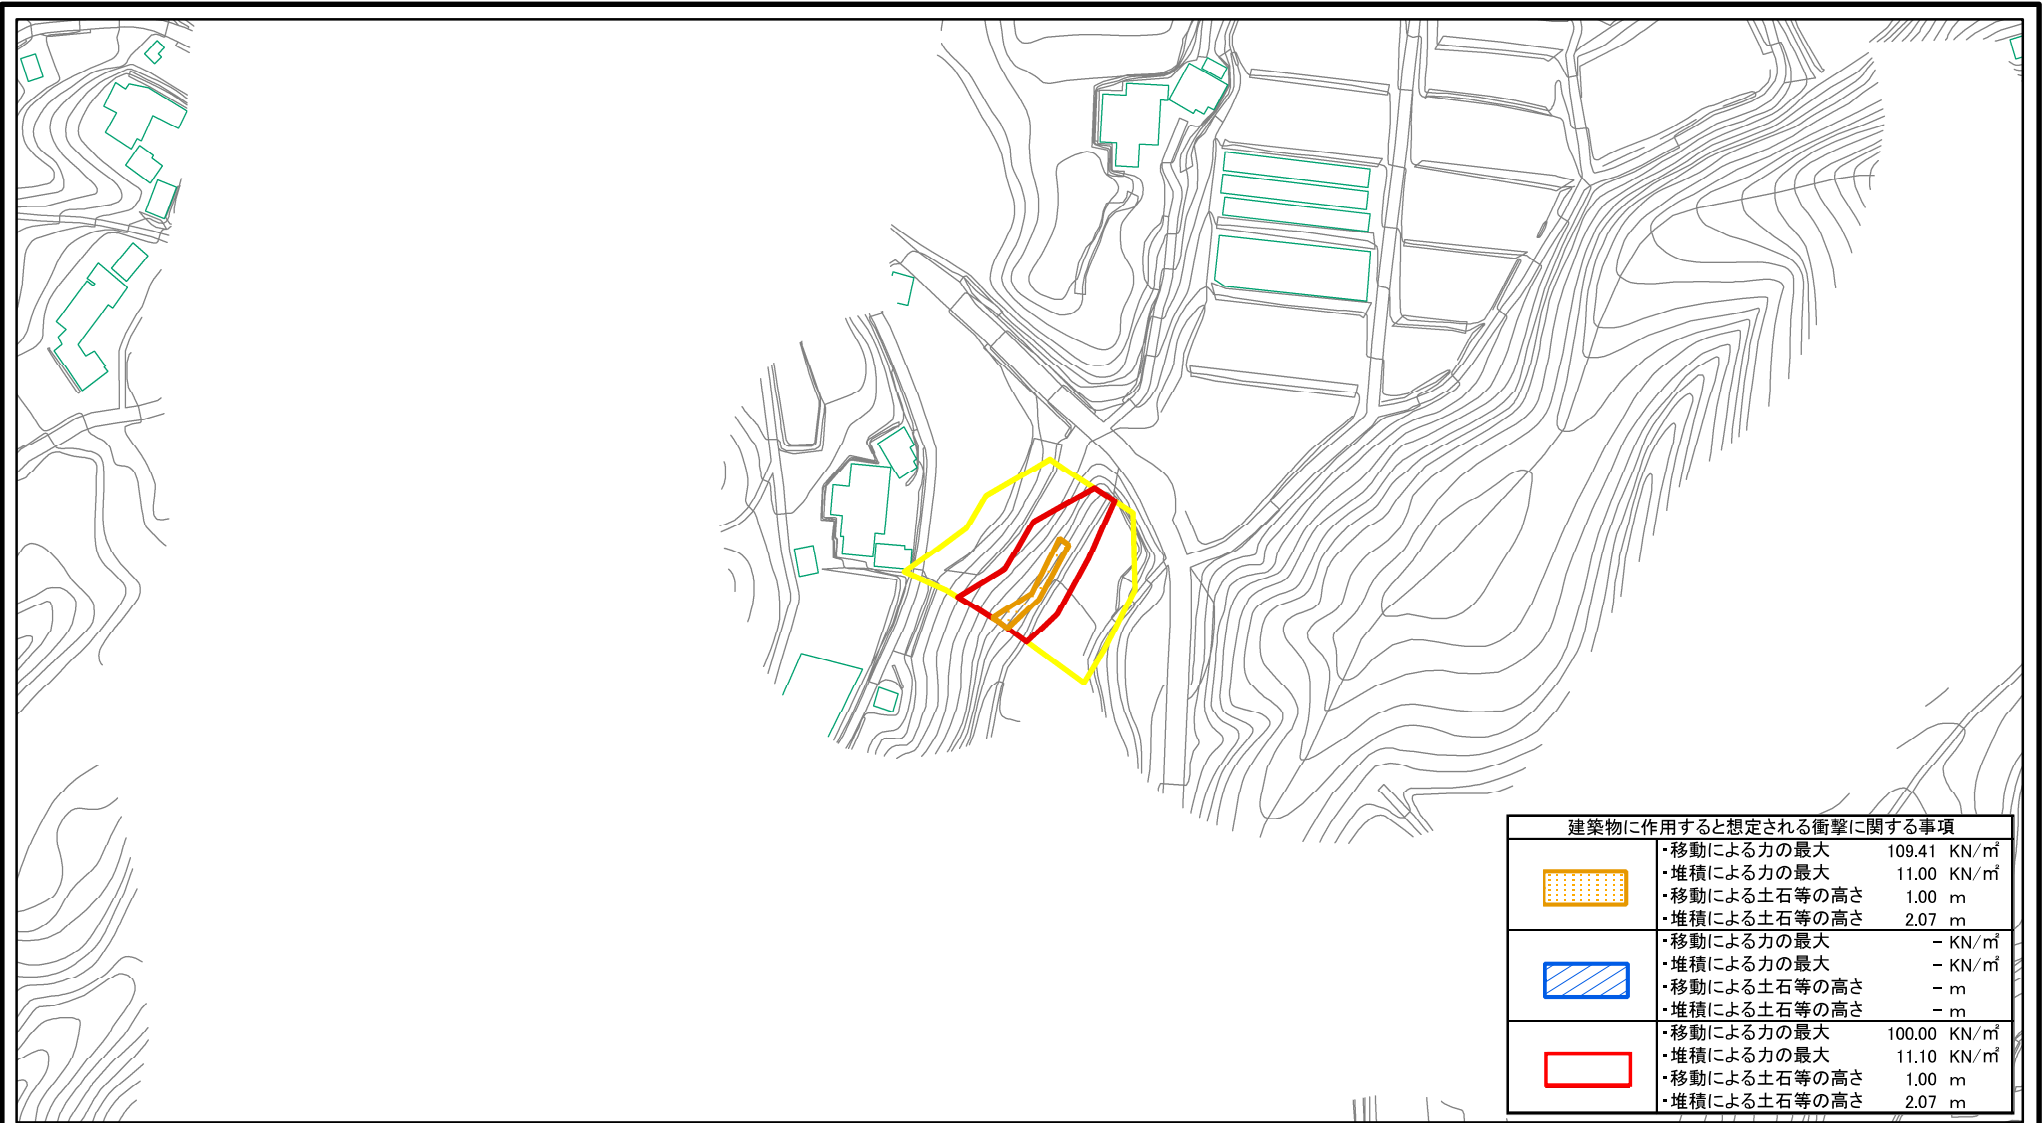 建築物に作用すると想定される衝撃に関する事項
・移動による力の最大 109.41 KN/㎡
・堆積による力の最大 11.00 KN/㎡
・移動による土石等の高さ 1.00 m
・堆積による土石等の高さ 2.07 m
・移動による力の最大 - KN/㎡
・堆積による力の最大 - KN/㎡
・移動による土石等の高さ - m
・堆積による土石等の高さ - m
・移動による力の最大 100.00 KN/㎡
・堆積による力の最大 11.10 KN/㎡
・移動による土石等の高さ 1.00 m
・堆積による土石等の高さ 2.07 m